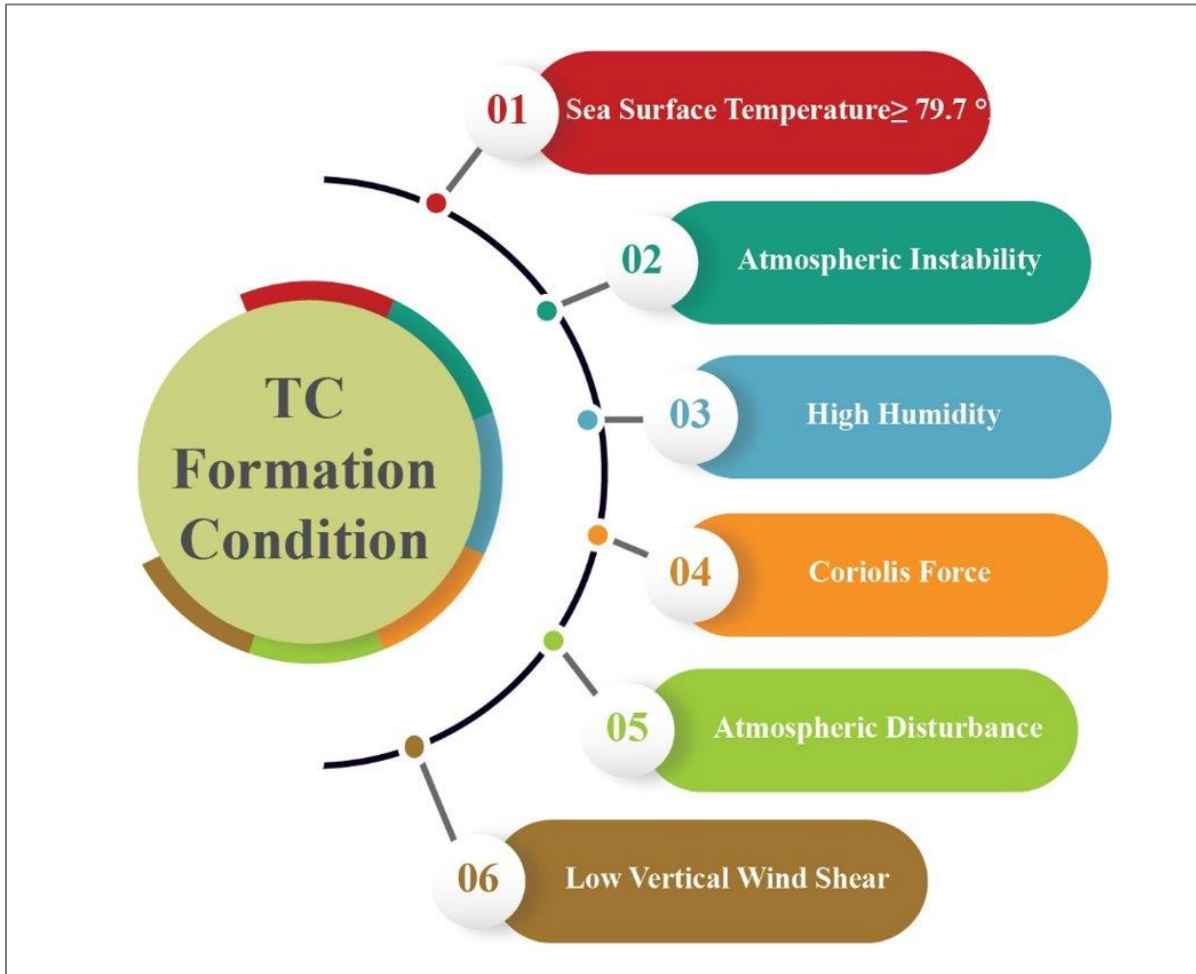 01
Sea Surface Temperature≥ 79.7 °
02
Atmospheric Instability
03
High Humidity
TC
Formation
Condition
04
Coriolis Force
05
Atmospheric Disturbance
06
Low Vertical Wind Shear